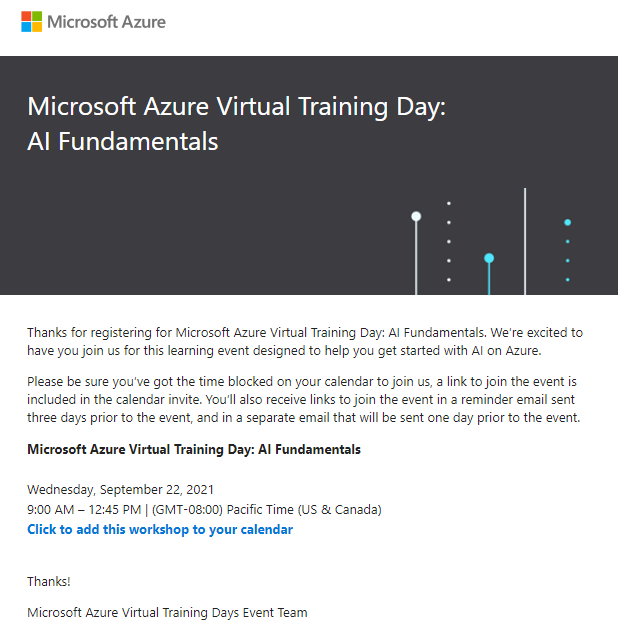 Microsoft Azure
Microsoft Azure Virtual Training Day:
AI Fundamentals
Thanks for registering for Microsoft Azure Virtual Training Day: AI Fundamentals. We're excited to
have you join us for this learning event designed to help you get started with AI on Azure.
Please be sure you've got the time blocked on your calendar to join us, a link to join the event is
included in the calendar invite. You'll also receive links to join the event in a reminder email sent
three days prior to the event, and in a separate email that will be sent one day prior to the event.
Microsoft Azure Virtual Training Day: AI Fundamentals
Wednesday, September 22, 2021
9:00 AM – 12:45 PM | (GMT-08:00) Pacific Time (US & Canada)
Click to add this workshop to your calendar
Thanks!
Microsoft Azure Virtual Training Days Event Team